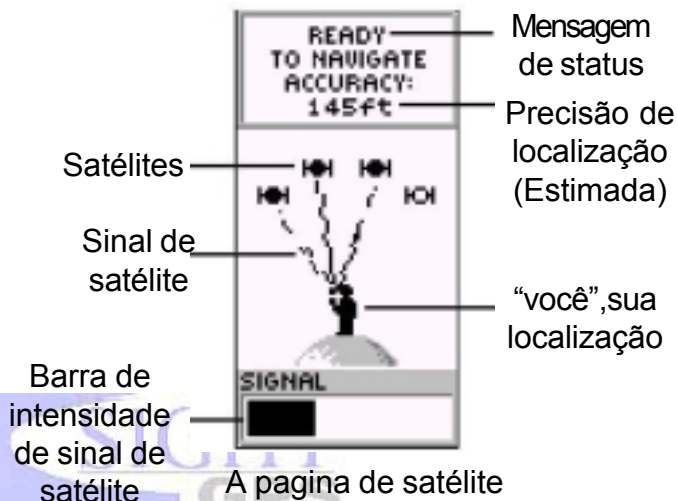 READY
TO NAVIGATE
ACCURACY:
145ft
Mensagem
de status
Precisão de
localização
(Estimada)
Satélites
Sinal de
satélite
“você”,sua
localização
Barra de
intensidade
de sinal de
satélite
SIGNAL
SIGHT
A pagina de satélite